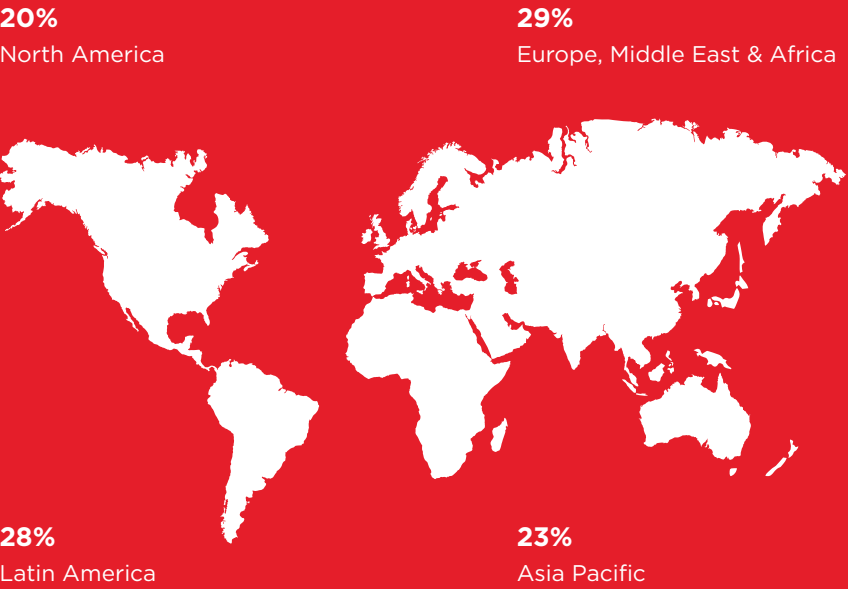 20%
North America
29%
Europe, Middle East & Africa
28%
Latin America
23%
Asia Pacific